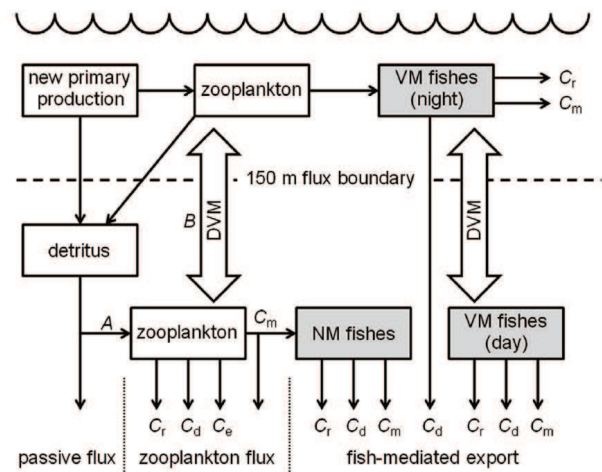 new primary
production
zooplankton
VM fishes
(night)
Cr
Cm
150 m flux boundary
detritus
B
DVM
DVM
A
zooplankton
Cm
NM fishes
VM fishes
(day)
Cr Cd Ce Cr Cd Cm Cd Cr Cd Cm
passive flux zooplankton flux fish-mediated export